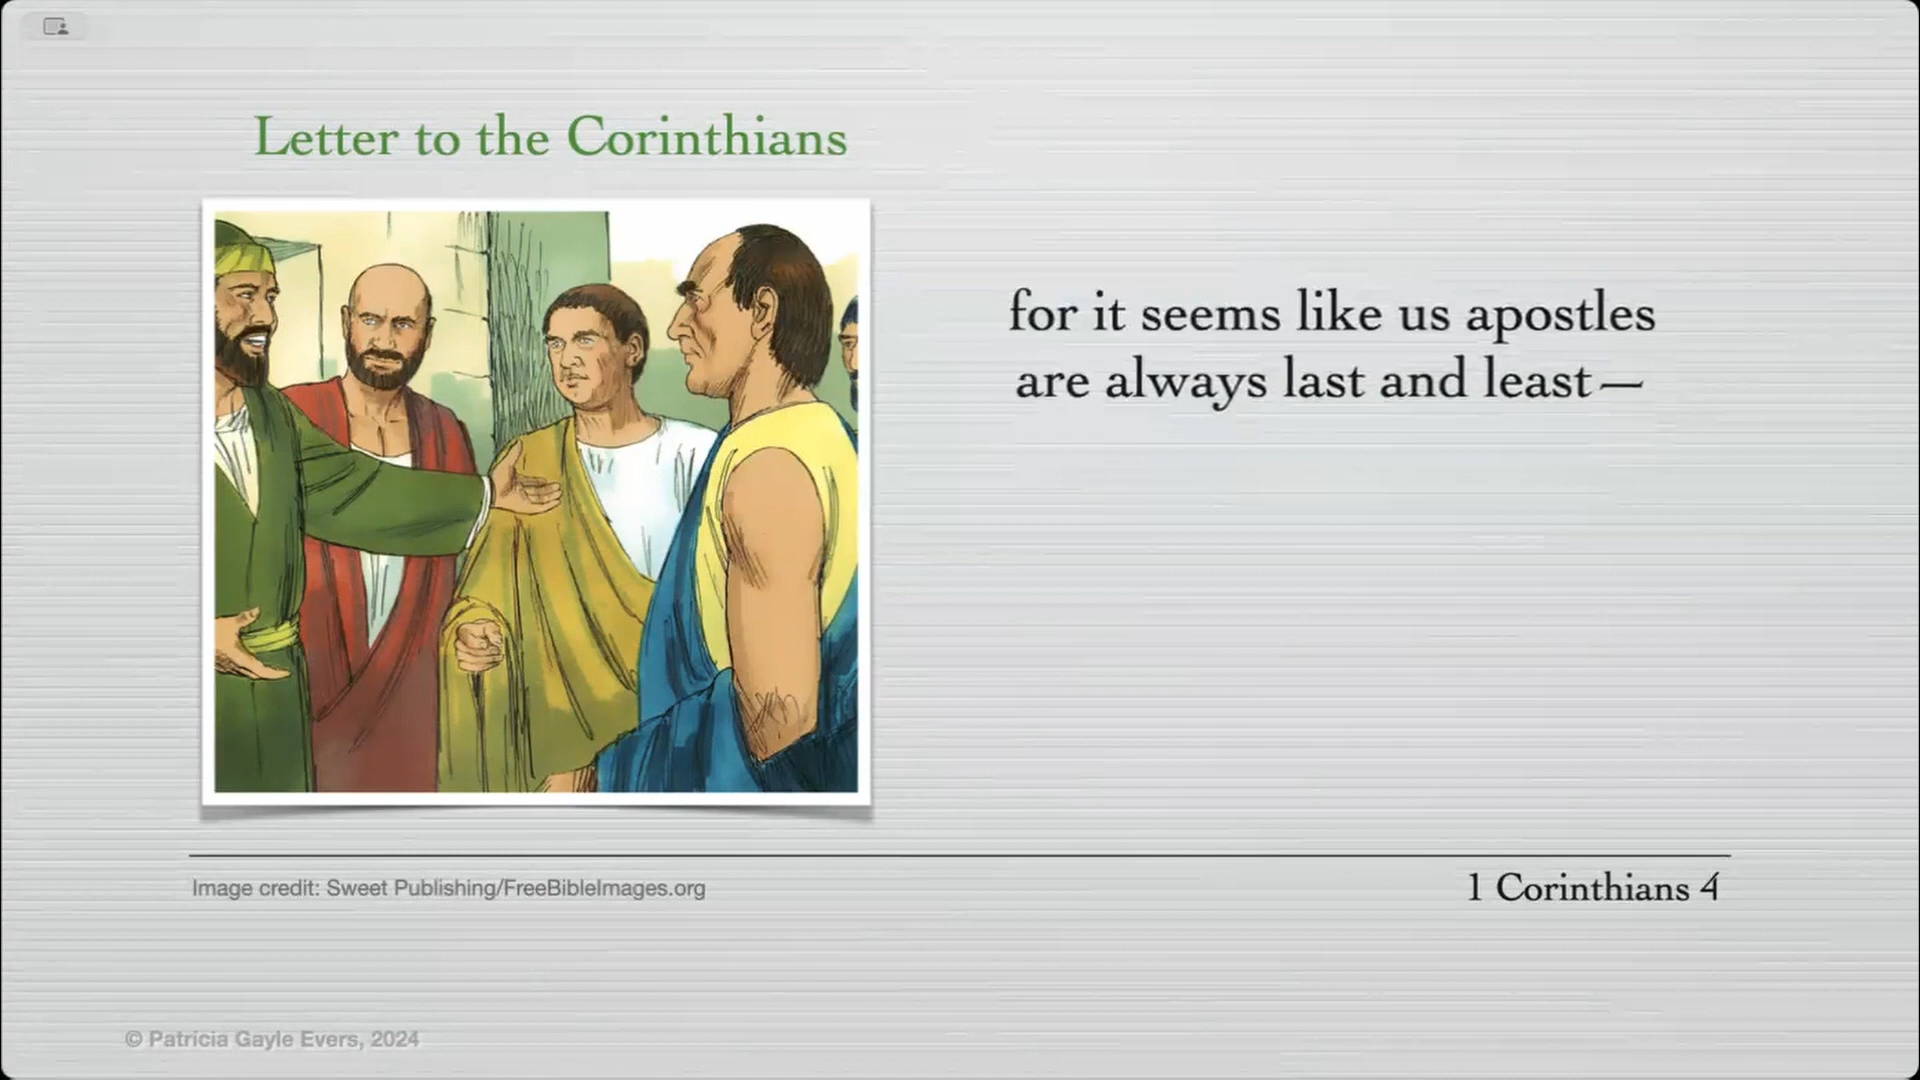 Letter to the Corinthians
for it seems like us apostles
are always last and least—
Image credit: Sweet Publishing/FreeBibleImages.org
1 Corinthians 4
© Patricia Gayle Evers, 2024